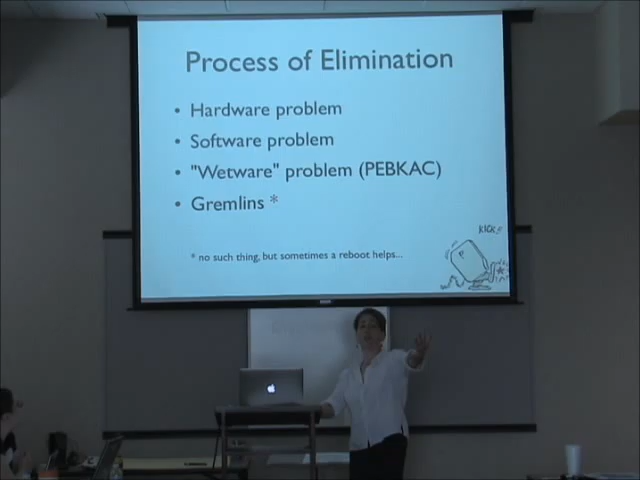 Process of Elimination
• Hardware problem
• Software problem
• "Wetware" problem (PEBKAC)
• Gremlins *
* no such thing, but sometimes a reboot helps...
KICK!!